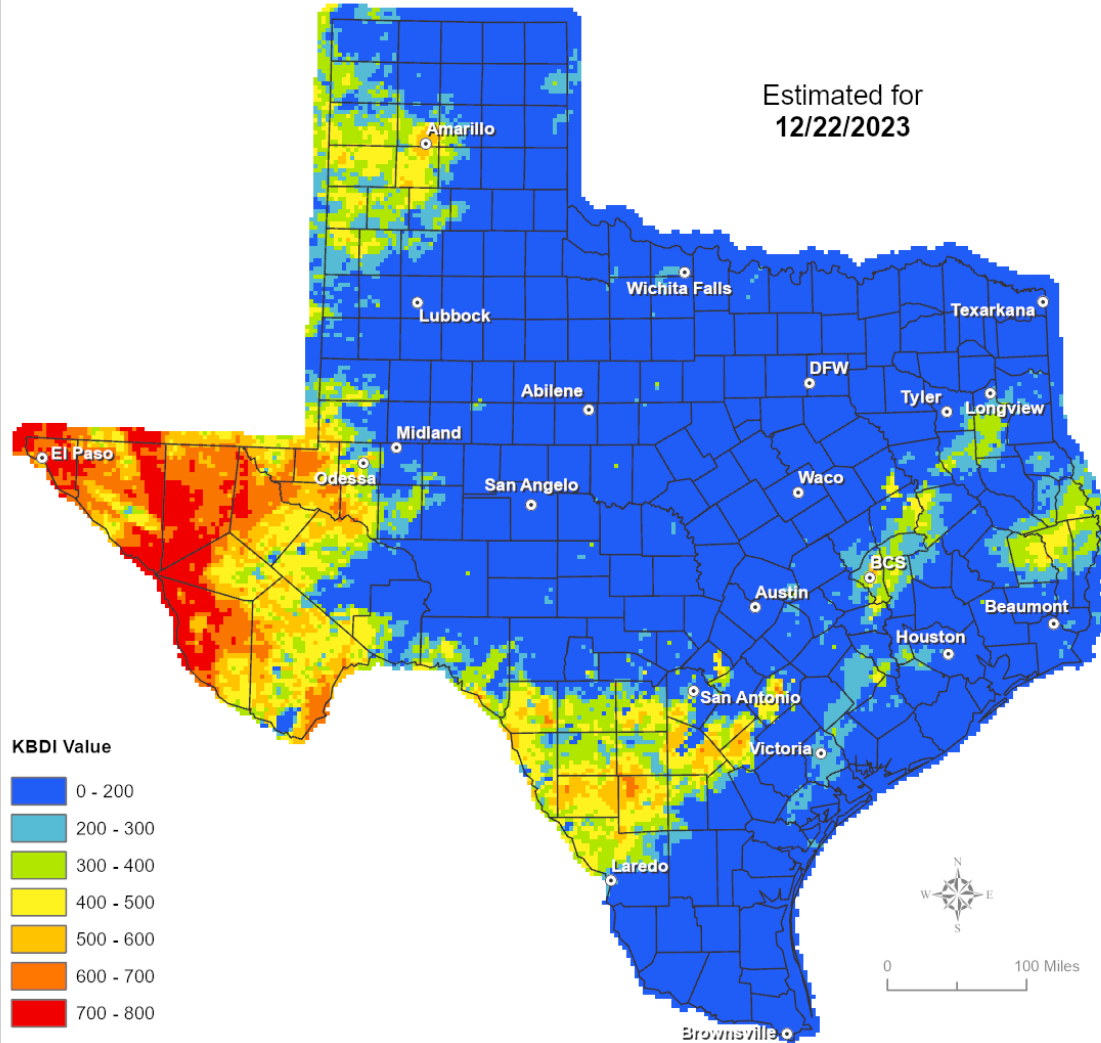 Estimated for
12/22/2023
Amarillo
Wichita Falls
Lubbock
Texarkana
DFW
Abilene
Tyler
Longview
Midland
El Paso
Odessa
San Angelo
Waco
BCS
Austin
Beaumont
Houston
San Antonio
Victoria
KBDI Value
0 - 200
200 - 300
300 - 400
400 - 500
500 - 600
600 - 700
700 - 800
Laredo
N
W E
S
0 100 Miles
Brownsville